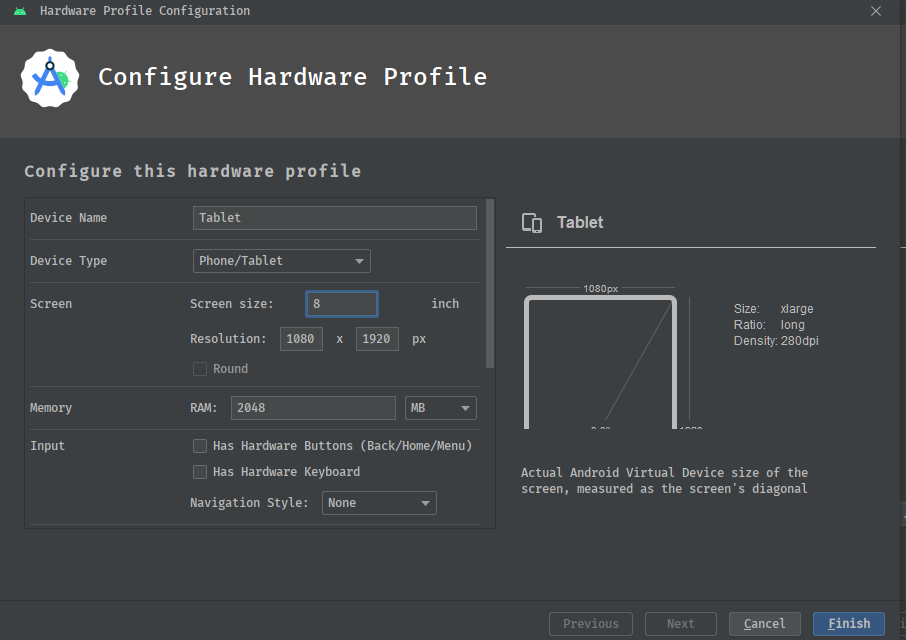 Hardware Profile Configuration
Configure Hardware Profile
Configure this hardware profile
Device Name
Tablet
Device Type
Phone/Tablet
Screen
Screen size:
8
inch
Resolution:
1080
x
1920
px
Round
Memory
RAM:
2048
MB
Input
Has Hardware Buttons (Back/Home/Menu)
Has Hardware Keyboard
Navigation Style:
None
Tablet
1080px
Size: xlarge
Ratio: long
Density: 280dpi
Actual Android Virtual Device size of the
screen, measured as the screen's diagonal
Previous
Next
Cancel
Finish